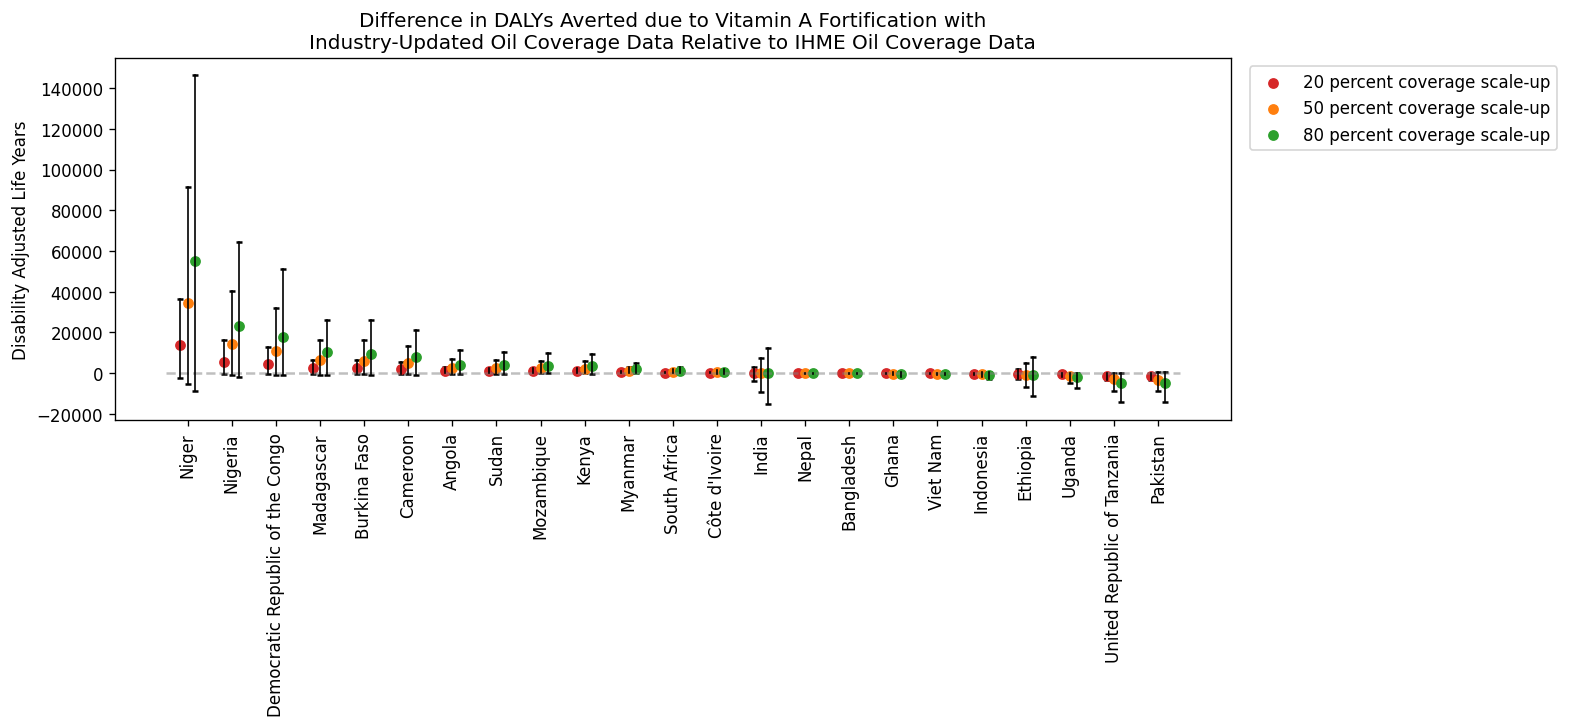 Difference in DALYs Averted due to Vitamin A Fortification with
Industry-Updated Oil Coverage Data Relative to IHME Oil Coverage Data
20 percent coverage scale-up
50 percent coverage scale-up
80 percent coverage scale-up
Disability Adjusted Life Years
140000
120000
100000
80000
60000
40000
20000
0
−20000
Niger
Nigeria
Democratic Republic of the Congo
Madagascar
Burkina Faso
Cameroon
Angola
Sudan
Mozambique
Kenya
Myanmar
South Africa
Côte d'Ivoire
India
Nepal
Bangladesh
Ghana
Viet Nam
Indonesia
Ethiopia
Uganda
United Republic of Tanzania
Pakistan